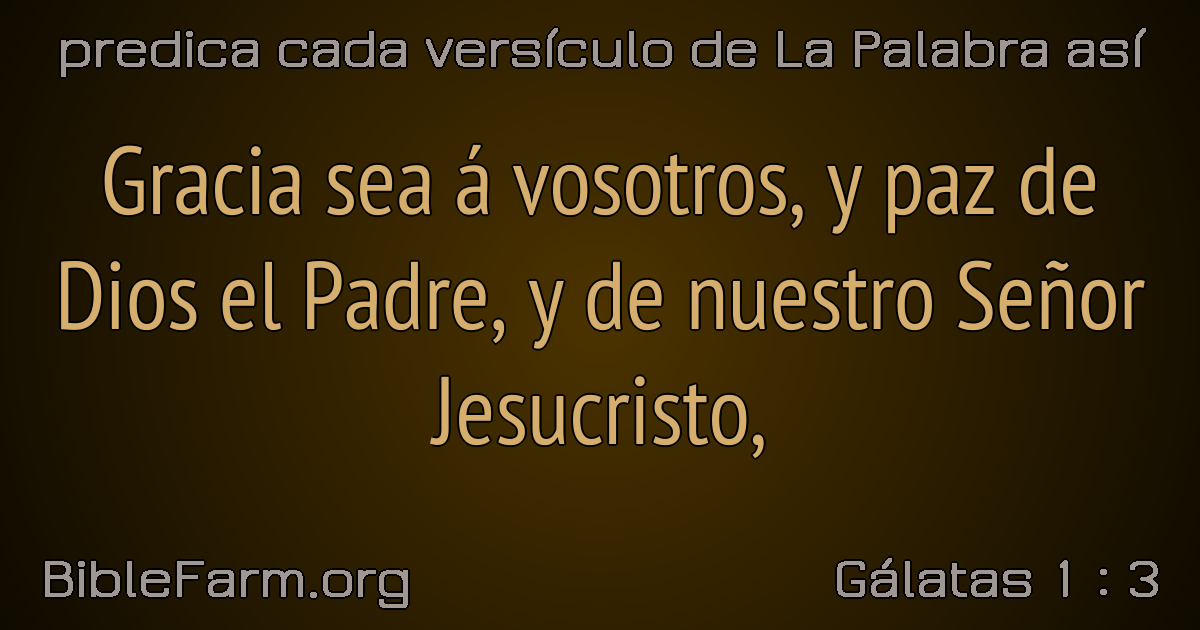 predica cada versículo de La Palabra así
Gracia sea á vosotros, y paz de
Dios el Padre, y de nuestro Señor
Jesucristo,
BibleFarm.org
Gálatas 1 : 3